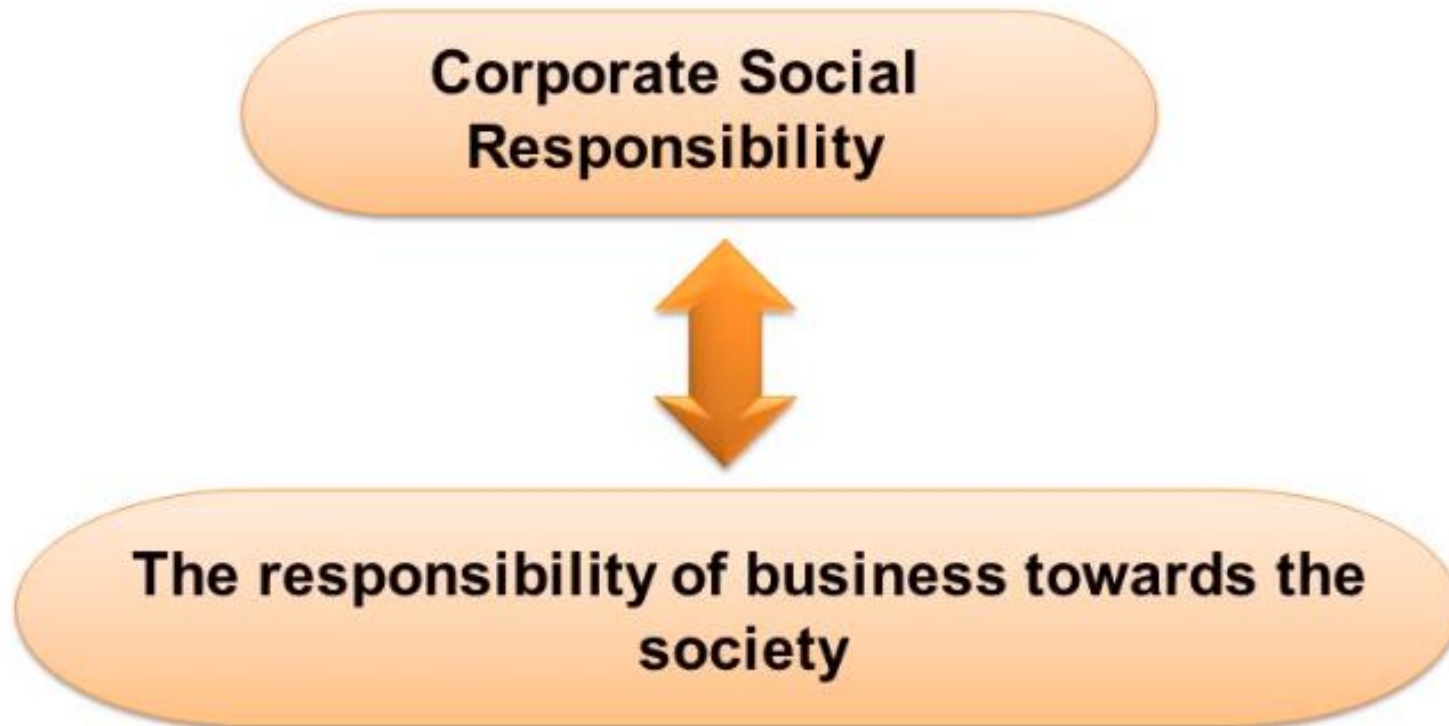 Corporate Social
Responsibility
The responsibility of business towards the
society